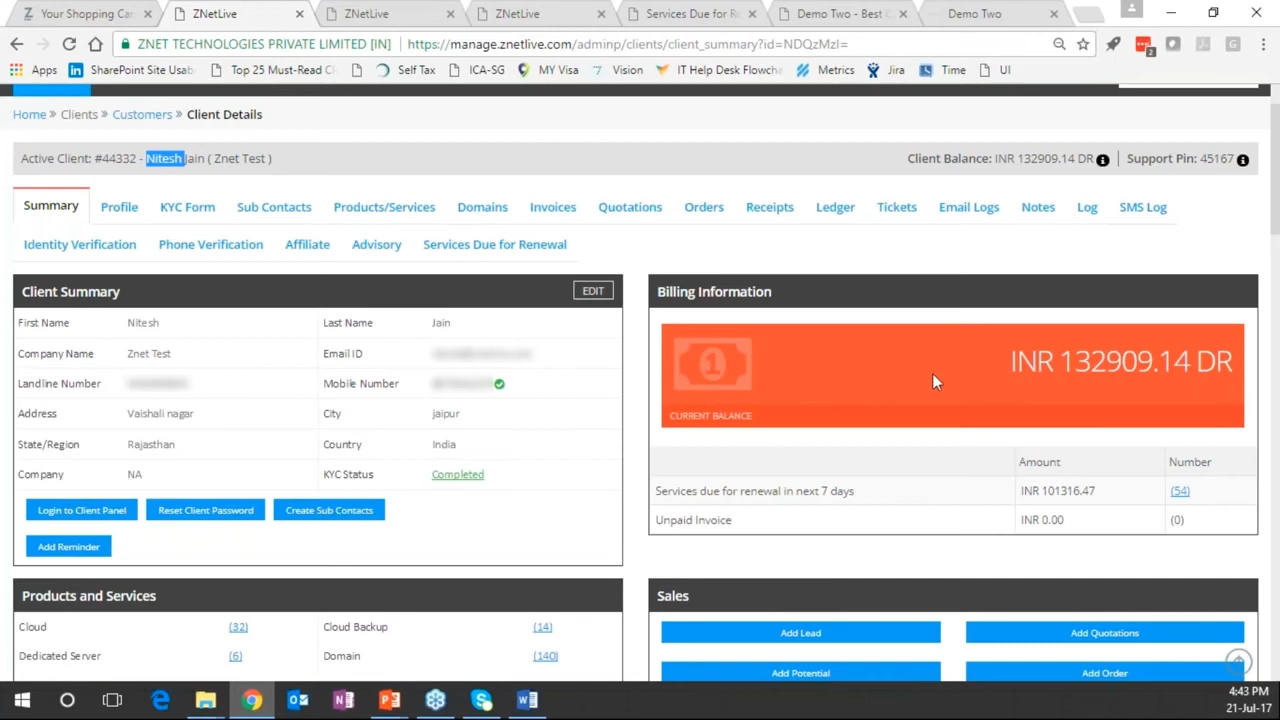 Your Shopping Car
ZNetLive
ZNetLive
ZNetLive
Services Due for R
Demo Two - Best C
Demo Two
ZNET TECHNOLOGIES PRIVATE LIMITED [IN] https://manage.znetlive.com/adminp/clients/client_summary?id=NDQzMzI=
2
Apps SharePoint Site Usab Top 25 Must-Read C Self Tax ICA-SG MY Visa Vision IT Help Desk Flowcha Metrics Jira Time UI
Home » Clients » Customers » Client Details
Active Client: #44332 - Nitesh Jain ( Znet Test ) Client Balance: INR 132909.14 DR Support Pin: 45167
Summary Profile KYC Form Sub Contacts Products/Services Domains Invoices Quotations Orders Receipts Ledger Tickets Email Logs Notes Log SMS Log
Identity Verification Phone Verification Affiliate Advisory Services Due for Renewal
Client Summary EDIT
First Name Nitesh Last Name Jain
Company Name Znet Test Email ID
Landline Number Mobile Number
Address Vaishali nagar City jaipur
State/Region Rajasthan Country India
Company NA KYC Status Completed
Login to Client Panel Reset Client Password Create Sub Contacts
Add Reminder
Billing Information
1
INR 132909.14 DR
CURRENT BALANCE
Amount Number
Services due for renewal in next 7 days INR 101316.47 (54)
Unpaid Invoice INR 0.00 (0)
Products and Services
Cloud (32) Cloud Backup (14)
Dedicated Server (6) Domain (140)
Sales
Add Lead Add Quotations
Add Potential Add Order
4:43 PM
21-Jul-17